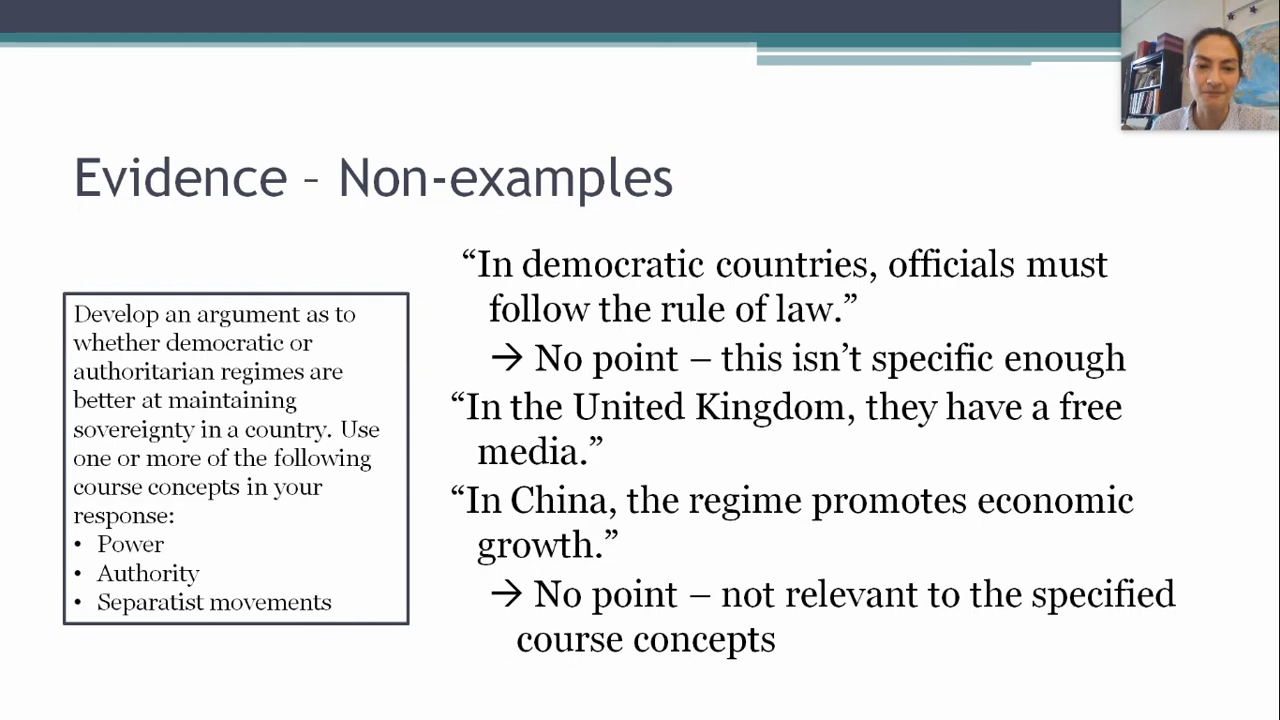 Evidence – Non-examples
Develop an argument as to
whether democratic or
authoritarian regimes are
better at maintaining
sovereignty in a country. Use
one or more of the following
course concepts in your
response:
• Power
• Authority
• Separatist movements
“In democratic countries, officials must
follow the rule of law.”
→ No point – this isn’t specific enough
“In the United Kingdom, they have a free
media.”
“In China, the regime promotes economic
growth.”
→ No point – not relevant to the specified
course concepts